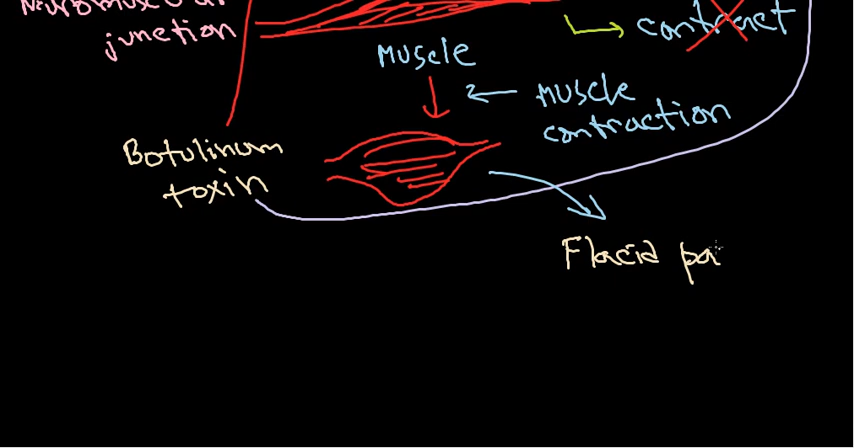 junction
contract
Muscle
muscle
contraction
Botulinum
toxin
Flacid pa